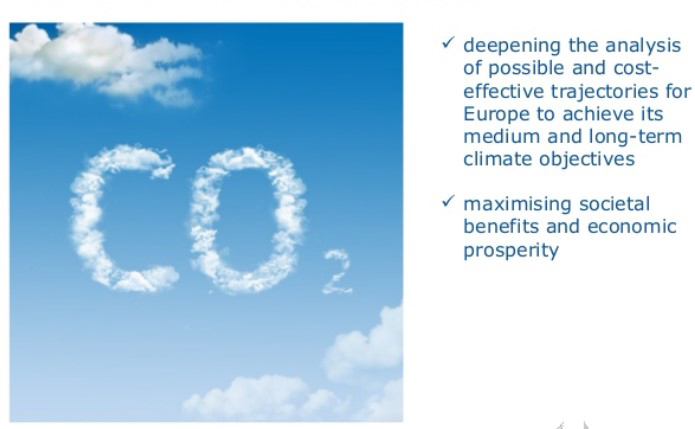 CO₂
✓ deepening the analysis
of possible and cost-
effective trajectories for
Europe to achieve its
medium and long-term
climate objectives
✓ maximising societal
benefits and economic
prosperity